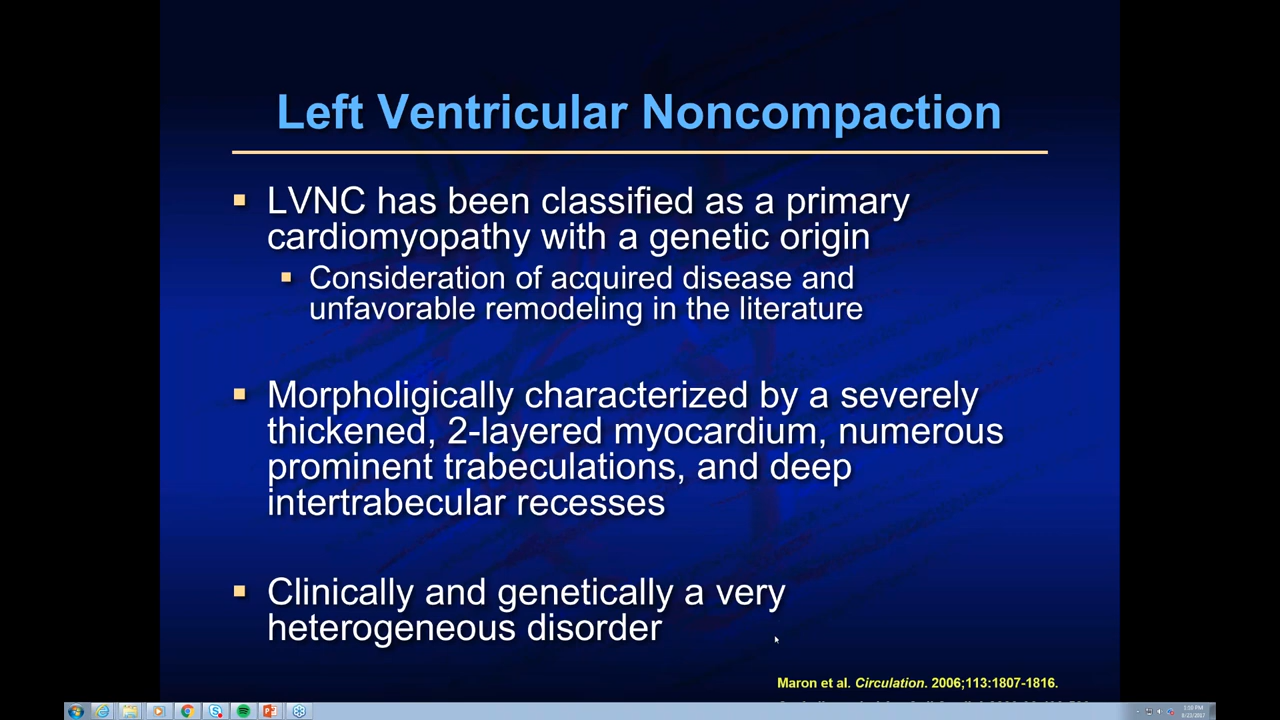 Left Ventricular Noncompaction
▪ LVNC has been classified as a primary
cardiomyopathy with a genetic origin
▪ Consideration of acquired disease and
unfavorable remodeling in the literature
▪ Morpholigically characterized by a severely
thickened, 2-layered myocardium, numerous
prominent trabeculations, and deep
intertrabecular recesses
▪ Clinically and genetically a very
heterogeneous disorder
Maron et al. Circulation. 2006;113:1807-1816.